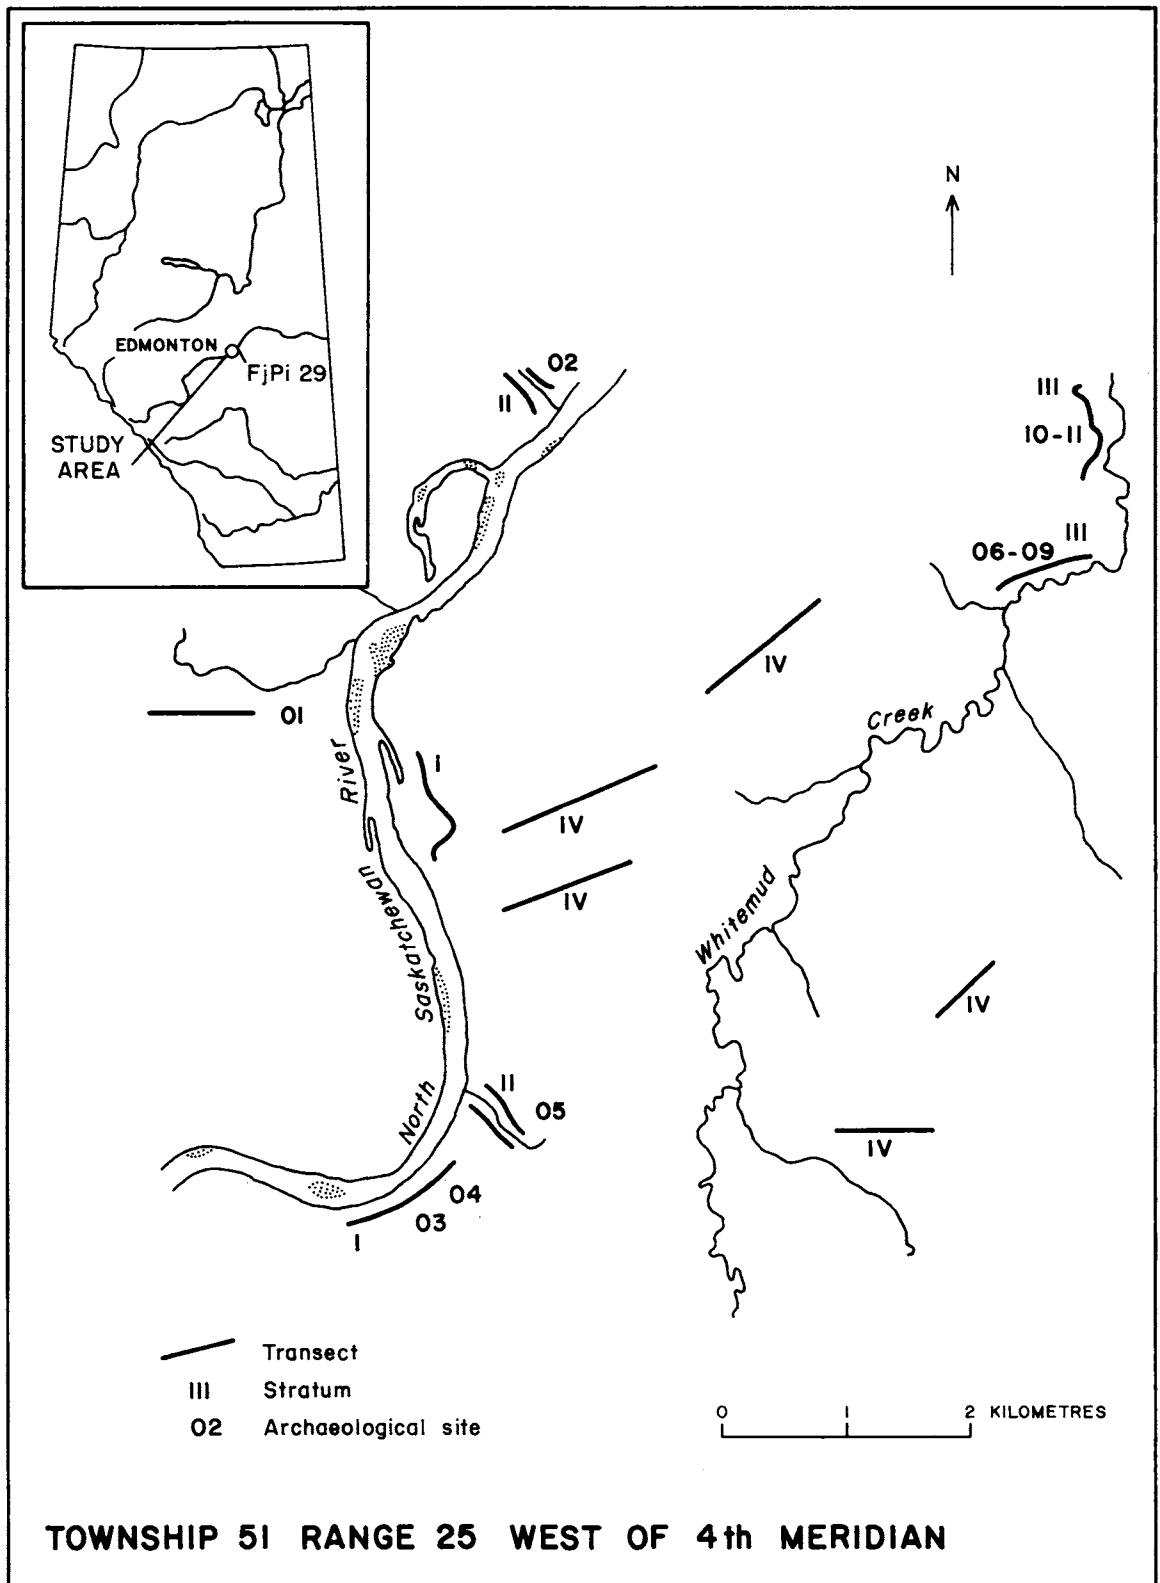 EDMONTON
FjPi 29
STUDY
AREA
N
02
II
III
10-11
III
06-09
IV
Creek
01
River
I
IV
IV
Saskatchewan
Whitemud
IV
II
05
North
IV
04
03
I
Transect
III Stratum
02 Archaeological site
0 1 2 KILOMETRES
TOWNSHIP 51 RANGE 25 WEST OF 4th MERIDIAN